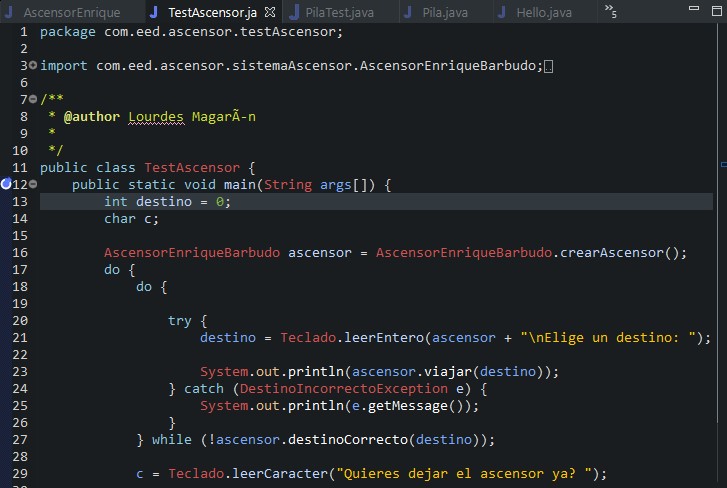 AscensorEnrique TestAscensor.ja PilaTest.java Pila.java Hello.java »5
1 package com.eed.ascensor.testAscensor;
2
3 import com.eed.ascensor.sistemaAscensor.AscensorEnriqueBarbudo;
6
7 /**
8 * @author Lourdes MagarÃ-n
9 *
10 */
11 public class TestAscensor {
12 public static void main(String args[]) {
13 int destino = 0;
14 char c;
15
16 AscensorEnriqueBarbudo ascensor = AscensorEnriqueBarbudo.crearAscensor();
17 do {
18 do {
19
20 try {
21 destino = Teclado.leerEntero(ascensor + "\nElige un destino: ");
22
23 System.out.println(ascensor.viajar(destino));
24 } catch (DestinoIncorrectoException e) {
25 System.out.println(e.getMessage());
26 }
27 } while (!ascensor.destinoCorrecto(destino));
28
29 c = Teclado.leerCaracter("Quieres dejar el ascensor ya? ");